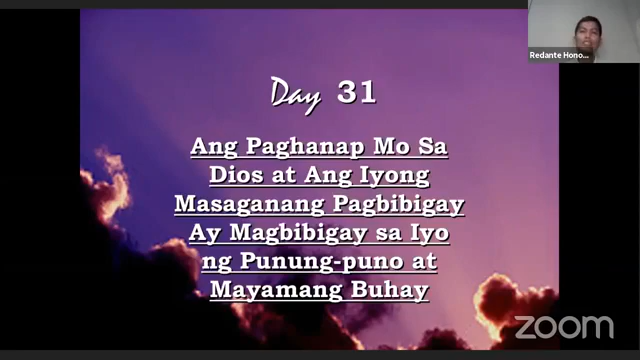 Redante Hono...
Day 31
Ang Paghanap Mo Sa
Dios at Ang Iyong
Masaganang Pagbibigay
Ay Magbibigay sa Iyo
ng Punung-puno at
Mayamang Buhay
zoom